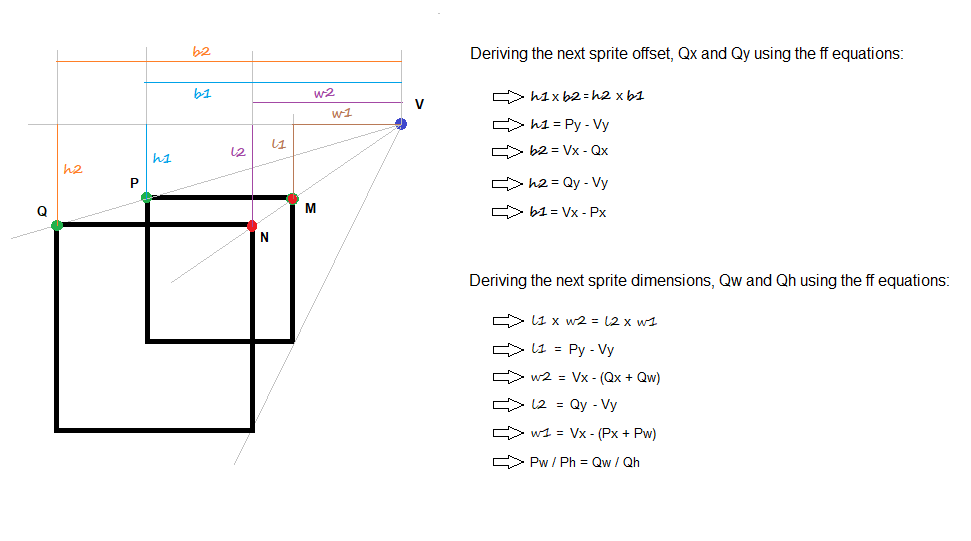 b2
b1
w2
w1
V
h2
h1
l2
l1
P
Q
M
N
Deriving the next sprite offset, Qx and Qy using the ff equations:
h1 x b2 = h2 x b1
h1 = Py - Vy
b2 = Vx - Qx
h2 = Qy - Vy
b1 = Vx - Px
Deriving the next sprite dimensions, Qw and Qh using the ff equations:
l1 x w2 = l2 x w1
l1 = Py - Vy
w2 = Vx - (Qx + Qw)
l2 = Qy - Vy
w1 = Vx - (Px + Pw)
Pw / Ph = Qw / Qh